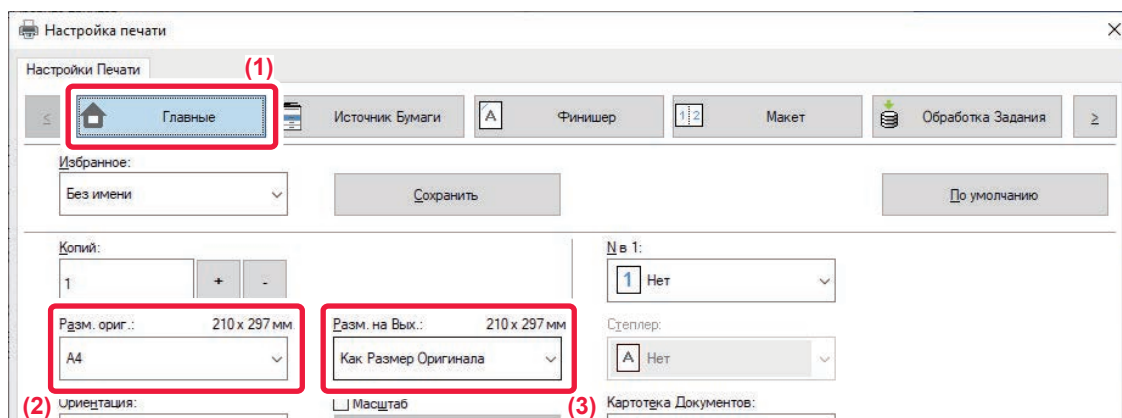 Настройка печати
Настройки Печати
(1)
<
Главные
Источник Бумаги
A
Финишер
1 2
Макет
Обработка Задания
>
Избранное:
Без имени
Сохранить
По умолчанию
Копий:
1
+
-
N в 1:
1 Нет
Разм. ориг.: 210 x 297 мм
A4
Разм. на Вых.: 210 x 297 мм
Как Размер Оригинала
Степлер:
A Нет
(2)
Ориентация:
Масштаб
(3)
Картотека Документов: